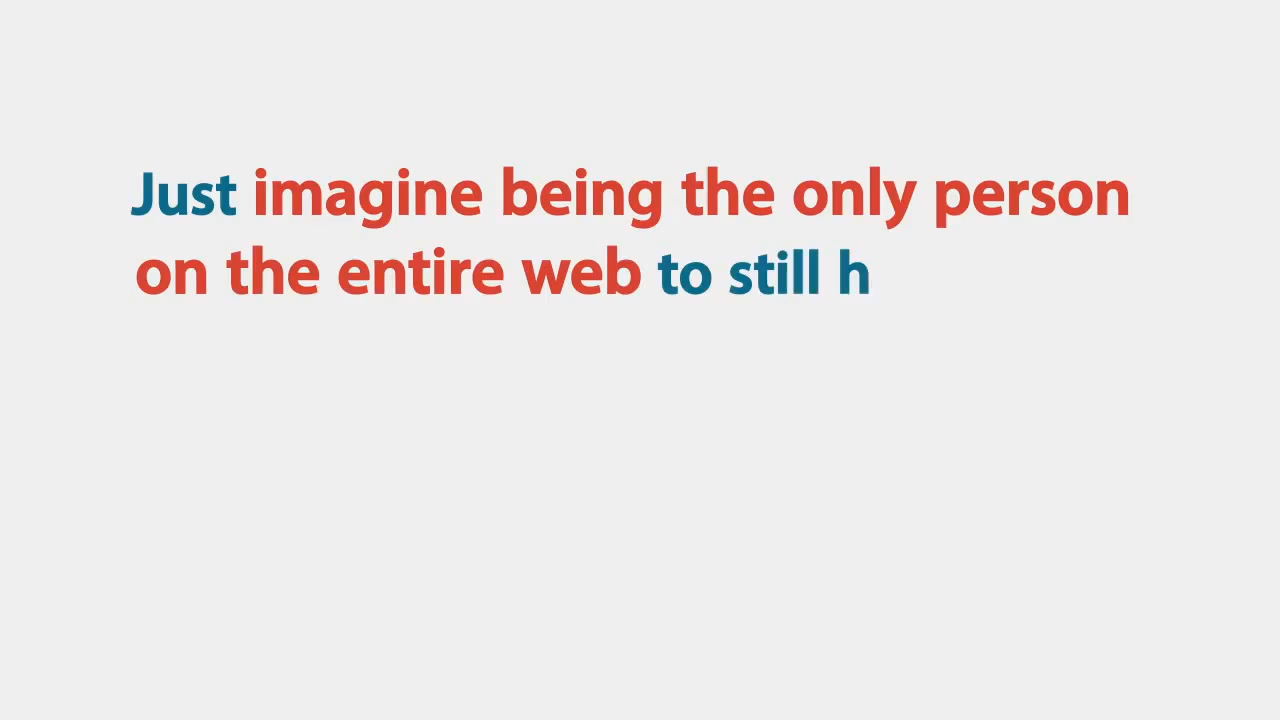 Just imagine being the only person
on the entire web to still h